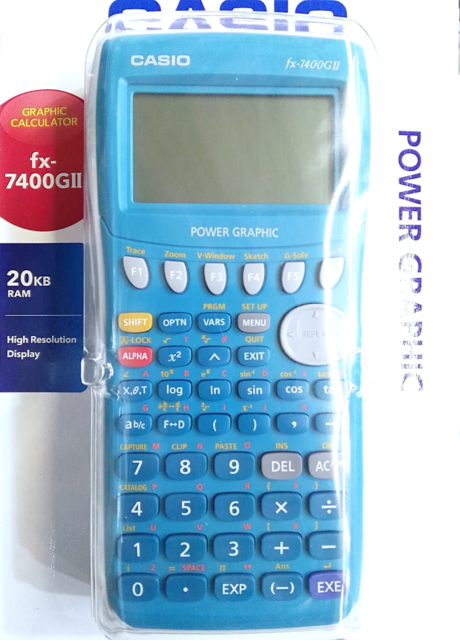 CASIO
CASIO fx-7400GII
GRAPHIC
CALCULATOR
fx-
7400GII
20KB
RAM
High Resolution
Display
POWER GRAPHIC
POWER GRAPHIC
Trace Zoom V-Window Sketch G-Solv
F1 F2 F3 F4 F5
PRGM SET UP
SHIFT OPTN VARS MENU
REPLAY
A-LOCK QUIT
ALPHA x² ^ EXIT
X,θ,T log ln sin cos
a b/c F↔D ( ) ,
CAPTURE M CLIP N PASTE O INS
7 8 9 DEL AC
CATALOG P Q R { S }
4 5 6 × ÷
List U V W [ X ]
1 2 3 + −
i Z = SPACE π " Ans
0 . EXP (−) EXE